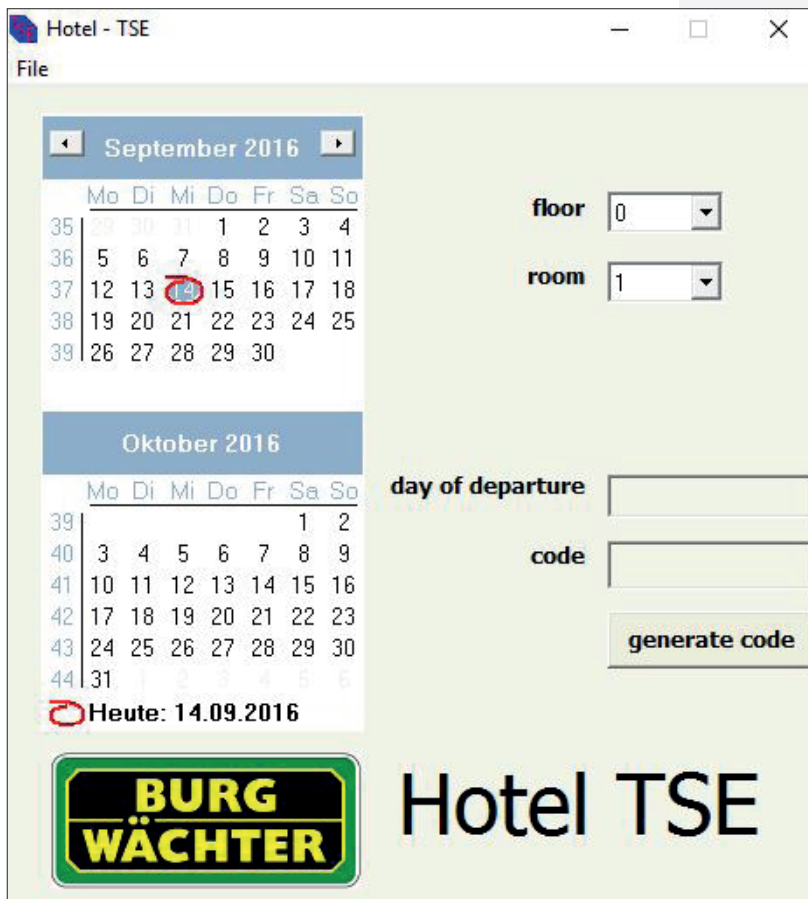 Hotel - TSE
File
September 2016
Mo Di Mi Do Fr Sa So
35 29 30 31 1 2 3 4
36 5 6 7 8 9 10 11
37 12 13 14 15 16 17 18
38 19 20 21 22 23 24 25
39 26 27 28 29 30
Oktober 2016
Mo Di Mi Do Fr Sa So
39 1 2
40 3 4 5 6 7 8 9
41 10 11 12 13 14 15 16
42 17 18 19 20 21 22 23
43 24 25 26 27 28 29 30
44 31 1 2 3 4 5 6
Heute: 14.09.2016
floor 0
room 1
day of departure
code
generate code
BURG
WÄCHTER
Hotel TSE